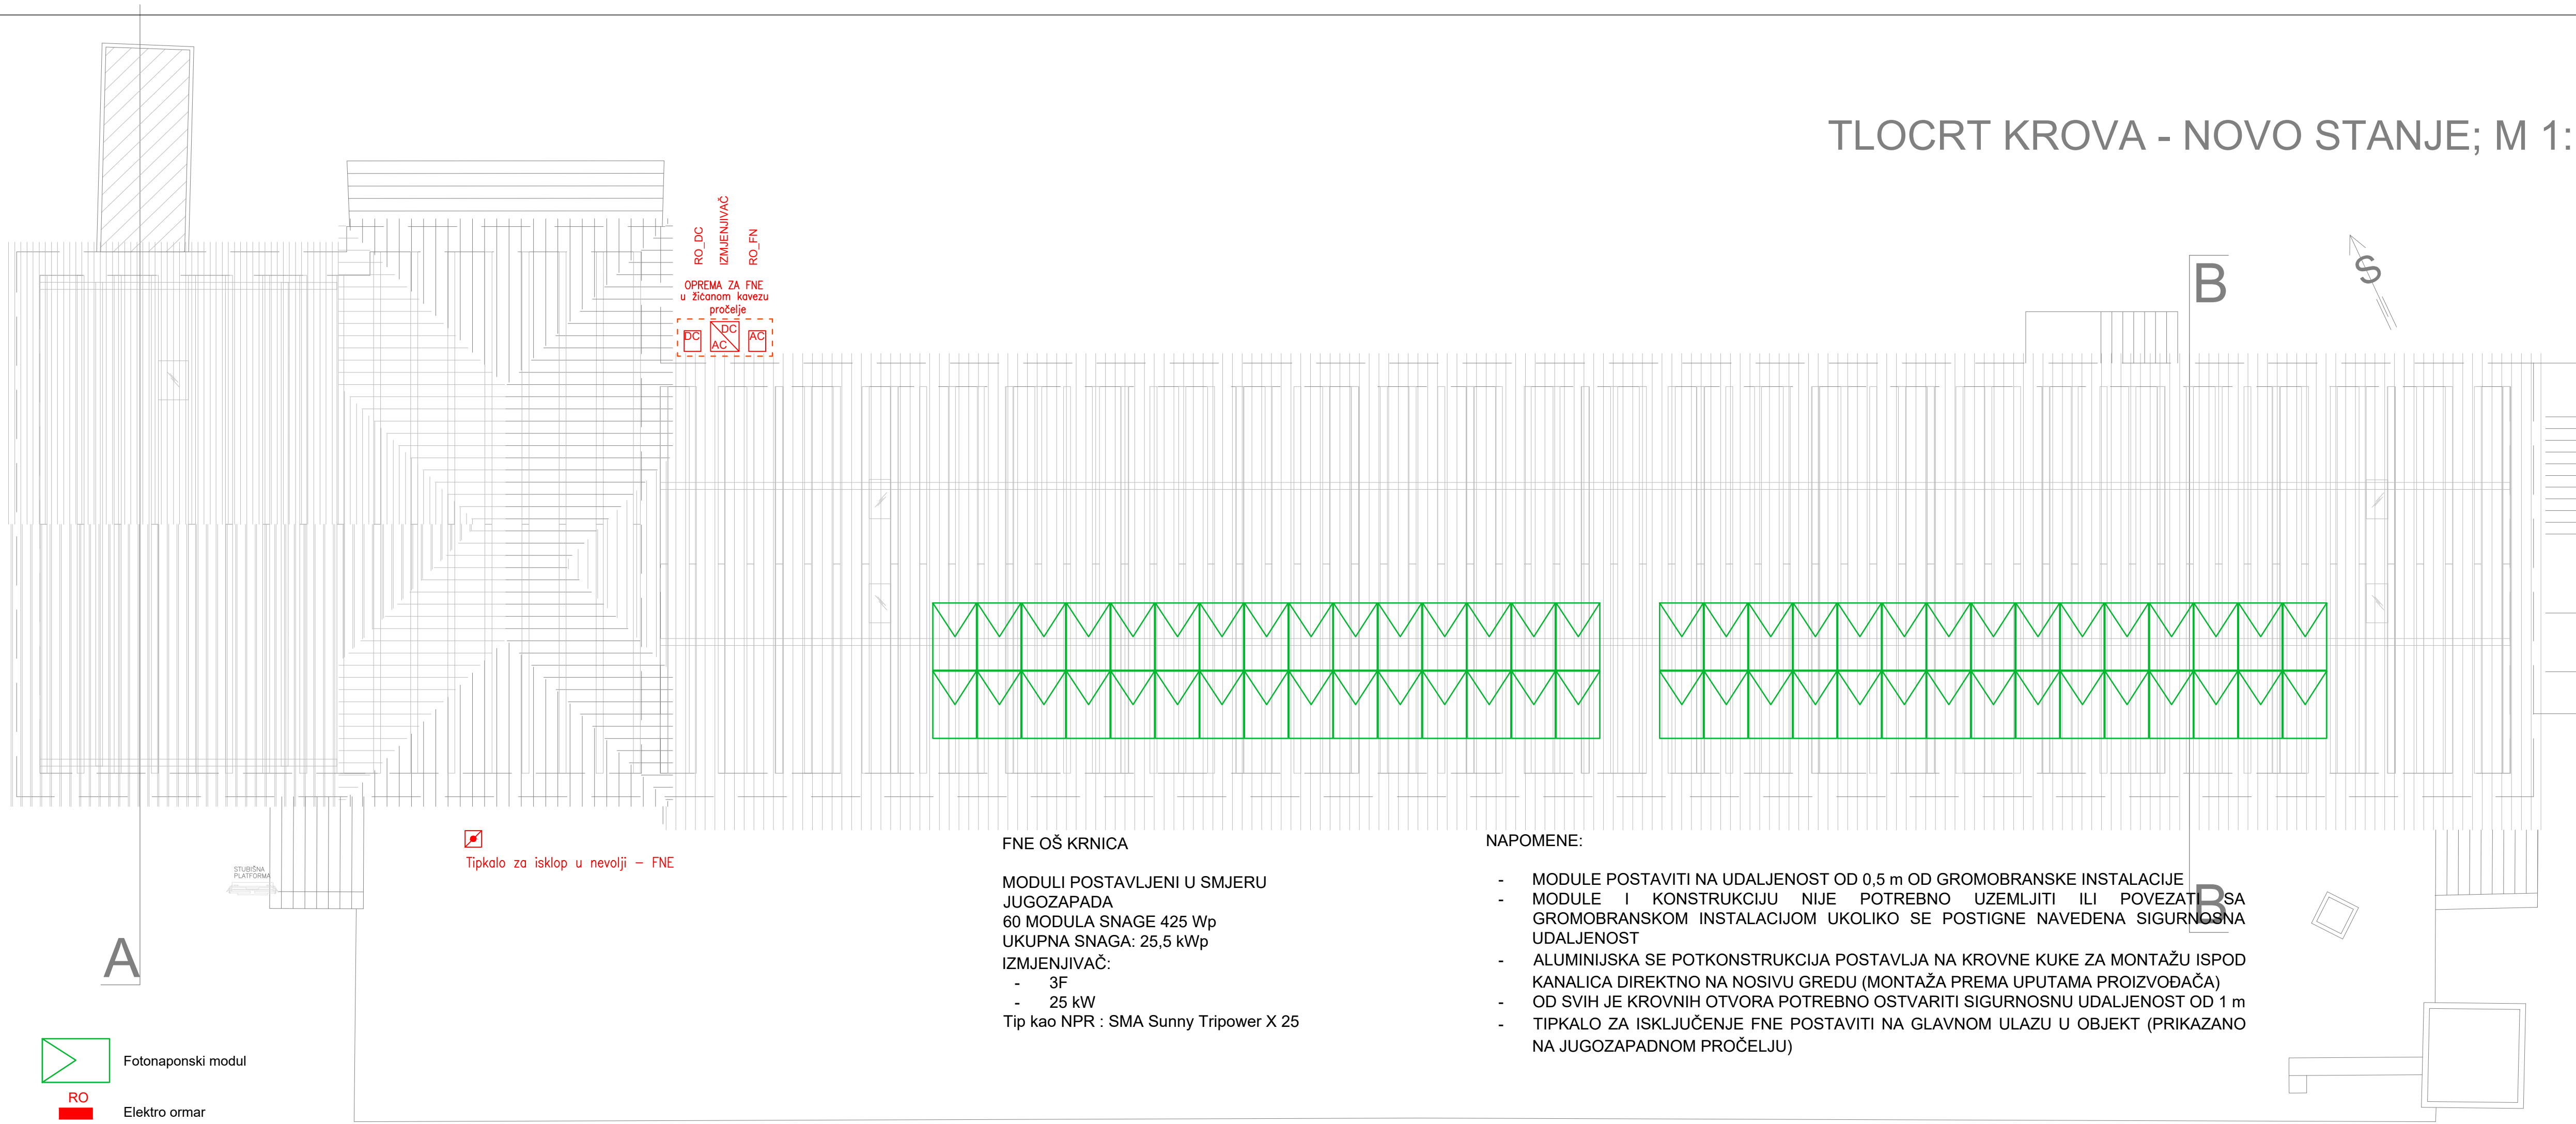 TLOCRT KROVA - NOVO STANJE; M 1:
RO_DC
IZMJENJIVAČ
RO_FN
OPREMA ZA FNE
u žičanom kavezu
pročelje
DC
DC
AC
AC
S
B
Tipkalo za isklop u nevolji – FNE
STUBIŠNA
PLATFORMA
A
FNE OŠ KRNICA
MODULI POSTAVLJENI U SMJERU
JUGOZAPADA
60 MODULA SNAGE 425 Wp
UKUPNA SNAGA: 25,5 kWp
IZMJENJIVAČ:
- 3F
- 25 kW
Tip kao NPR : SMA Sunny Tripower X 25
NAPOMENE:
- MODULE POSTAVITI NA UDALJENOST OD 0,5 m OD GROMOBRANSKE INSTALACIJE
- MODULE I KONSTRUKCIJU NIJE POTREBNO UZEMLJITI ILI POVEZATI SA
GROMOBRANSKOM INSTALACIJOM UKOLIKO SE POSTIGNE NAVEDENA SIGURNOSNA
UDALJENOST
- ALUMINIJSKA SE POTKONSTRUKCIJA POSTAVLJA NA KROVNE KUKE ZA MONTAŽU ISPOD
KANALICA DIREKTNO NA NOSIVU GREDU (MONTAŽA PREMA UPUTAMA PROIZVOĐAČA)
- OD SVIH JE KROVNIH OTVORA POTREBNO OSTVARITI SIGURNOSNU UDALJENOST OD 1 m
- TIPKALO ZA ISKLJUČENJE FNE POSTAVITI NA GLAVNOM ULAZU U OBJEKT (PRIKAZANO
NA JUGOZAPADNOM PROČELJU)
B
Fotonaponski modul
RO
Elektro ormar